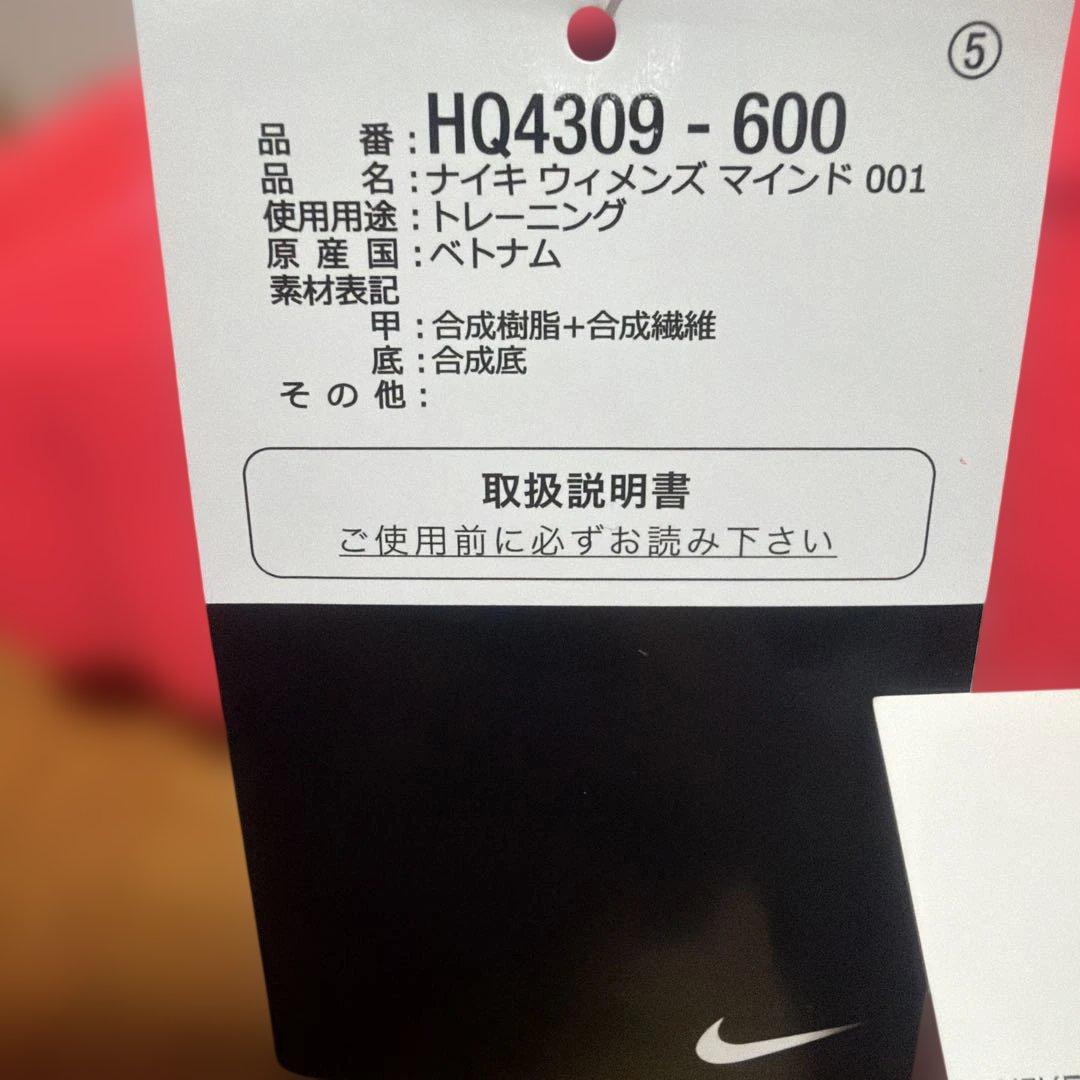 ⑤
品番:HQ4309 - 600
品名:ナイキ ウィメンズ マインド 001
使用用途:トレーニング
原産国:ベトナム
素材表記
甲:合成樹脂+合成繊維
底:合成底
その他:
取扱説明書
ご使用前に必ずお読み下さい